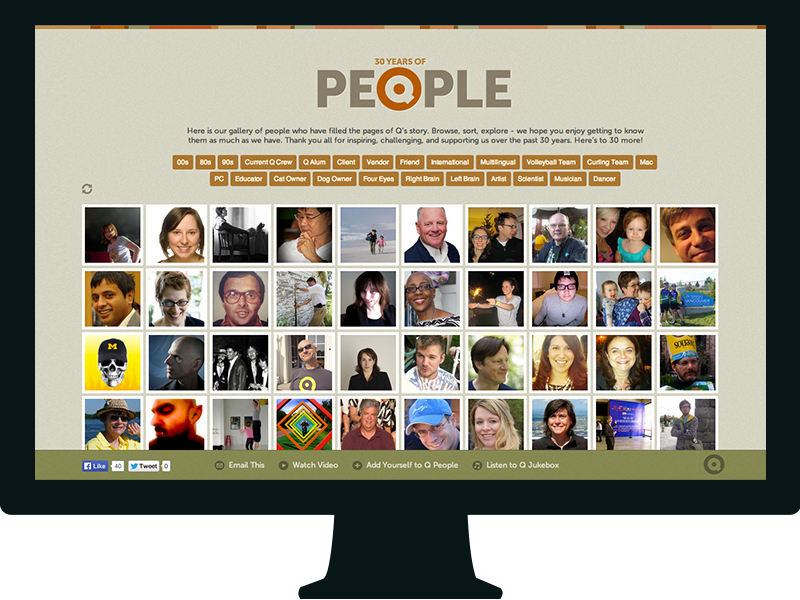 30 YEARS OF
PEQPLE
Here is our gallery of people who have filled the pages of Q's story. Browse, sort, explore - we hope you enjoy getting to know
them as much as we have. Thank you all for inspiring, challenging, and supporting us over the past 30 years. Here's to 30 more!
00s 80s 90s Current Q Crew Q Alum Client Vendor Friend International Multilingual Volleyball Team Curling Team Mac
PC Educator Cat Owner Dog Owner Four Eyes Right Brain Left Brain Artist Scientist Musician Dancer
M
Q
Like 40 Tweet 0 Email This Watch Video Add Yourself to Q People Listen to Q Jukebox Q